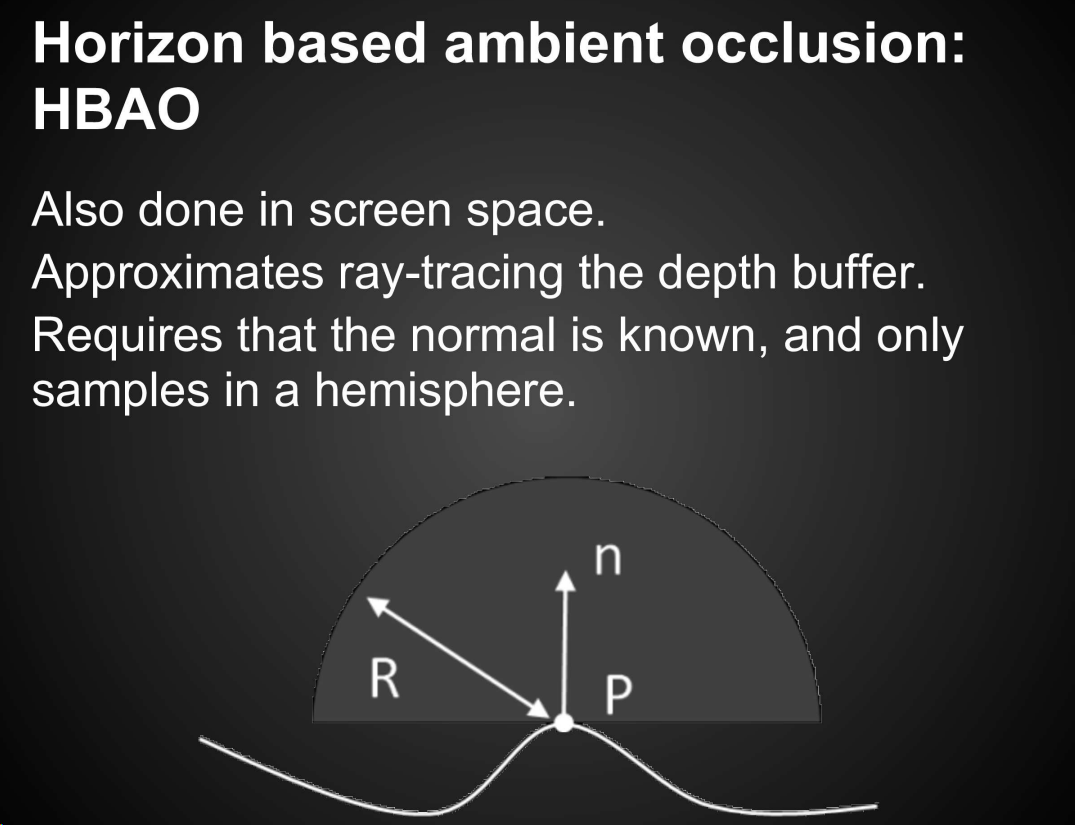 Horizon based ambient occlusion:
HBAO
Also done in screen space.
Approximates ray-tracing the depth buffer.
Requires that the normal is known, and only
samples in a hemisphere.
n
R
P